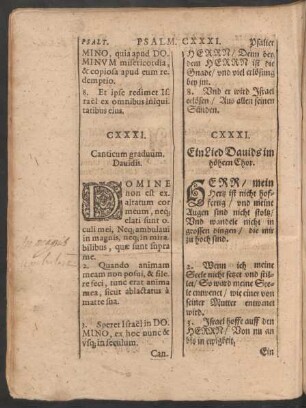 PSALT. PSALM. CXXXI. Psalter
MINO, quia apud DO-
MINVM misericordia,
& copiosa apud eum re-
demptio.
8. Et ipse redimet Is-
raël ex omnibus iniqui-
tatibus eius.
CXXXI.
Canticum graduum.
Dauidis.
DOMINE
non est ex-
altatum cor
meum, neq;
elati sunt o-
culi mei, Neq; ambulaui
in magnis, neq; in mira-
bilibus, quæ sunt supra
me.
2. Quando animam
meam non posui, & sile-
re feci, tunc erat anima
mea, sicut ablactatus à
matre sua.
3. Speret Israël in DO-
MINO, ex hoc nunc &
vsq; in seculum.
Can.
HERRN / Denn bey
dem HERRN ist die
Gnade / vnd viel erlösung
bey jm.
8. Vnd er wird Israel
erlösen / Aus allen seinen
Sünden.
CXXXI.
Ein Lied Dauids im
höhern Chor.
HERR / mein
Hertz ist nicht hof-
fertig / vnd meine
Augen sind nicht stoltz /
Vnd wandele nicht in
grossen dingen / die mir
zu hoch sind.
2. Wenn ich meine
Seele nicht setzet vnd stil-
let / So ward meine See-
le entwenet / wie einer von
seiner Mutter entwenet
wird.
3. Israel hoffe auff den
HERRN / Von nu an
bis in ewigkeit.
Ein